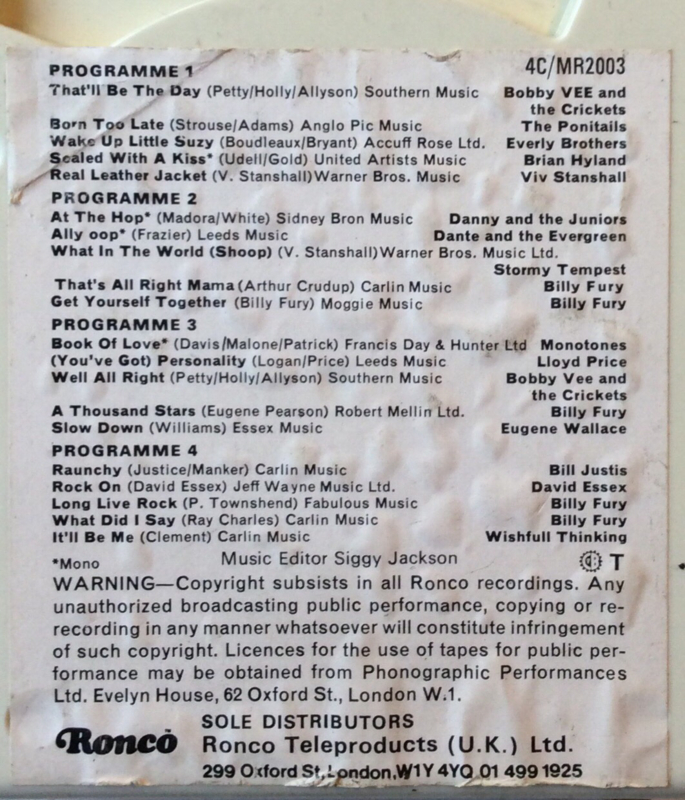 PROGRAMME 1 4C/MR2003
That'll Be The Day (Petty/Holly/Allyson) Southern Music Bobby VEE and
the Crickets
Born Too Late (Strouse/Adams) Anglo Pic Music The Ponitails
Wake Up Little Suzy (Boudleaux/Bryant) Accuff Rose Ltd. Everly Brothers
Sealed With A Kiss* (Udell/Gold) United Artists Music Brian Hyland
Real Leather Jacket (V. Stanshall)Warner Bros. Music Viv Stanshall
PROGRAMME 2
At The Hop* (Madora/White) Sidney Bron Music Danny and the Juniors
Ally oop* (Frazier) Leeds Music Dante and the Evergreen
What In The World (Shoop) (V. Stanshall)Warner Bros. Music Ltd.
Stormy Tempest
That's All Right Mama (Arthur Crudup) Carlin Music Billy Fury
Get Yourself Together (Billy Fury) Moggie Music Billy Fury
PROGRAMME 3
Book Of Love* (Davis/Malone/Patrick) Francis Day & Hunter Ltd Monotones
(You've Got) Personality (Logan/Price) Leeds Music Lloyd Price
Well All Right (Petty/Holly/Allyson) Southern Music Bobby Vee and
the Crickets
A Thousand Stars (Eugene Pearson) Robert Mellin Ltd. Billy Fury
Slow Down (Williams) Essex Music Eugene Wallace
PROGRAMME 4
Raunchy (Justice/Manker) Carlin Music Bill Justis
Rock On (David Essex) Jeff Wayne Music Ltd. David Essex
Long Live Rock (P. Townshend) Fabulous Music Billy Fury
What Did I Say (Ray Charles) Carlin Music Billy Fury
It'll Be Me (Clement) Carlin Music Wishfull Thinking
*Mono Music Editor Siggy Jackson T
WARNING—Copyright subsists in all Ronco recordings. Any
unauthorized broadcasting public performance, copying or re-
recording in any manner whatsoever will constitute infringement
of such copyright. Licences for the use of tapes for public per-
formance may be obtained from Phonographic Performances
Ltd. Evelyn House, 62 Oxford St., London W.1.
SOLE DISTRIBUTORS
Ronco Ronco Teleproducts (U.K.) Ltd.
299 Oxford St, London, W1Y 4YQ 01 499 1925